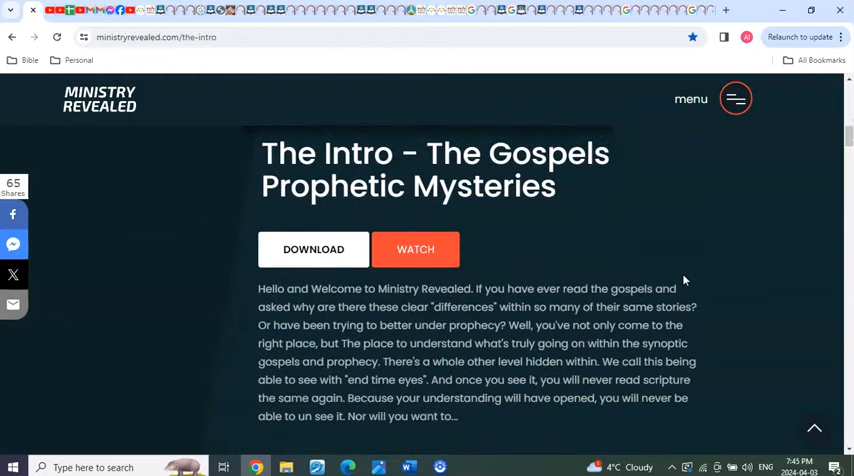 ministryrevealed.com/the-intro
AI
Relaunch to update
Bible
Personal
All Bookmarks
MINISTRY
REVEALED
menu
The Intro - The Gospels
Prophetic Mysteries
65
Shares
DOWNLOAD
WATCH
Hello and Welcome to Ministry Revealed. If you have ever read the gospels and
asked why are there these clear "differences" within so many of their same stories?
Or have been trying to better under prophecy? Well, you've not only come to the
right place, but The place to understand what's truly going on within the synoptic
gospels and prophecy. There's a whole other level hidden within. We call this being
able to see with "end time eyes". And once you see it, you will never read scripture
the same again. Because your understanding will have opened, you will never be
able to un see it. Nor will you want to...
Type here to search
4°C Cloudy
ENG
7:45 PM
2024-04-03
2